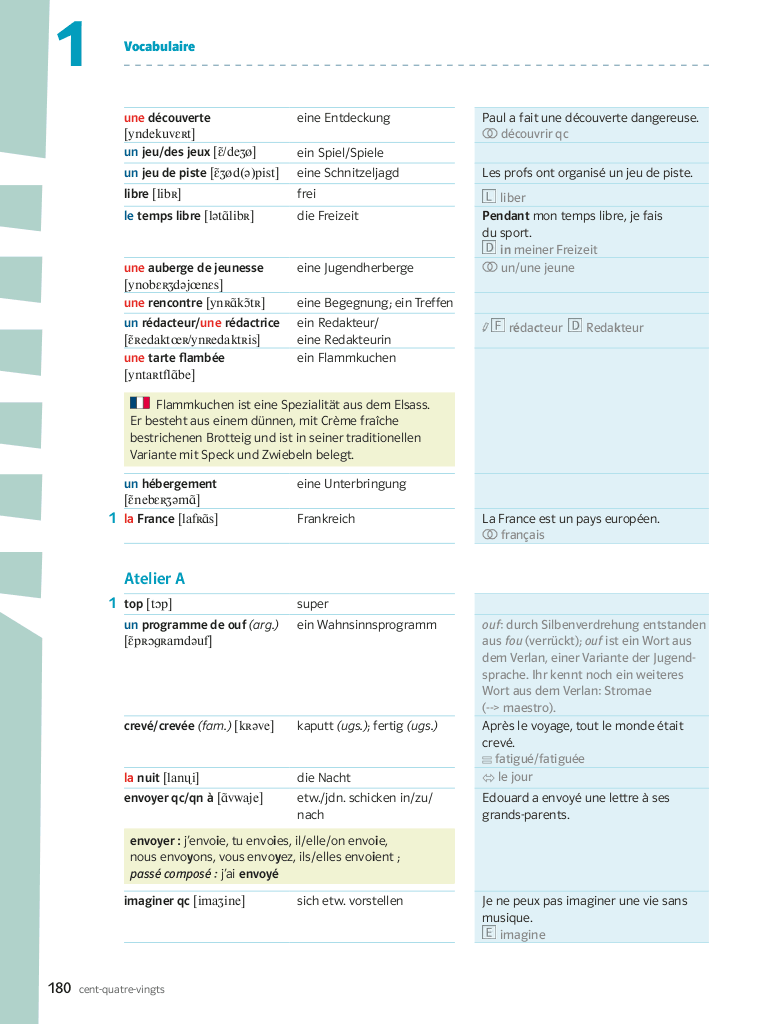 1
Vocabulaire
une découverte eine Entdeckung Paul a fait une découverte dangereuse.
[yndekuvɛʀt] découvrir qc
un jeu/des jeux [ɛ̃/deʒø] ein Spiel/Spiele
un jeu de piste [ɛ̃ʒød(ə)pist] eine Schnitzeljagd Les profs ont organisé un jeu de piste.
libre [libʀ] frei L liber
le temps libre [lətɑ̃libʀ] die Freizeit Pendant mon temps libre, je fais
du sport.
D in meiner Freizeit
une auberge de jeunesse eine Jugendherberge un/une jeune
[ynobɛʀʒdəjœnɛs]
une rencontre [ynʀɑ̃kɔ̃tʀ] eine Begegnung; ein Treffen
un rédacteur/une rédactrice ein Redakteur/ F rédacteur D Redakteur
[ɛ̃ʀedaktœʀ/ynʀedaktʀis] eine Redakteurin
une tarte flambée ein Flammkuchen
[yntaʀtflɑ̃be]
Flammkuchen ist eine Spezialität aus dem Elsass.
Er besteht aus einem dünnen, mit Crème fraîche
bestrichenen Brotteig und ist in seiner traditionellen
Variante mit Speck und Zwiebeln belegt.
un hébergement eine Unterbringung
[ɛ̃nebɛʀʒəmɑ̃]
1 la France [lafʀɑ̃s] Frankreich La France est un pays européen.
français
Atelier A
1 top [tɔp] super
un programme de ouf (arg.) ein Wahnsinnsprogramm ouf: durch Silbenverdrehung entstanden
[ɛ̃pʀɔgʀamdəuf] aus fou (verrückt); ouf ist ein Wort aus
dem Verlan, einer Variante der Jugend-
sprache. Ihr kennt noch ein weiteres
Wort aus dem Verlan: Stromae
(--> maestro).
crevé/crevée (fam.) [kʀəve] kaputt (ugs.); fertig (ugs.) Après le voyage, tout le monde était
crevé.
= fatigué/fatiguée
la nuit [lanɥi] die Nacht ⇔ le jour
envoyer qc/qn à [ɑ̃vwaje] etw./jdn. schicken in/zu/ Edouard a envoyé une lettre à ses
nach grands-parents.
envoyer : j'envoie, tu envoies, il/elle/on envoie,
nous envoyons, vous envoyez, ils/elles envoient ;
passé composé : j'ai envoyé
imaginer qc [imaʒine] sich etw. vorstellen Je ne peux pas imaginer une vie sans
musique.
E imagine
180 cent-quatre-vingts